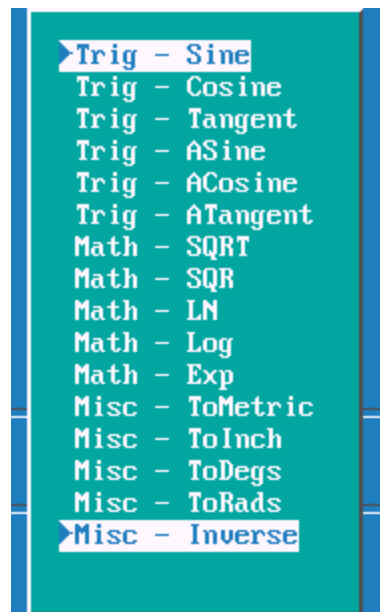 Trig - Sine
Trig - Cosine
Trig - Tangent
Trig - ASine
Trig - ACosine
Trig - ATangent
Math - SQRT
Math - SQR
Math - LN
Math - Log
Math - Exp
Misc - ToMetric
Misc - ToInch
Misc - ToDegs
Misc - ToRads
Misc - Inverse